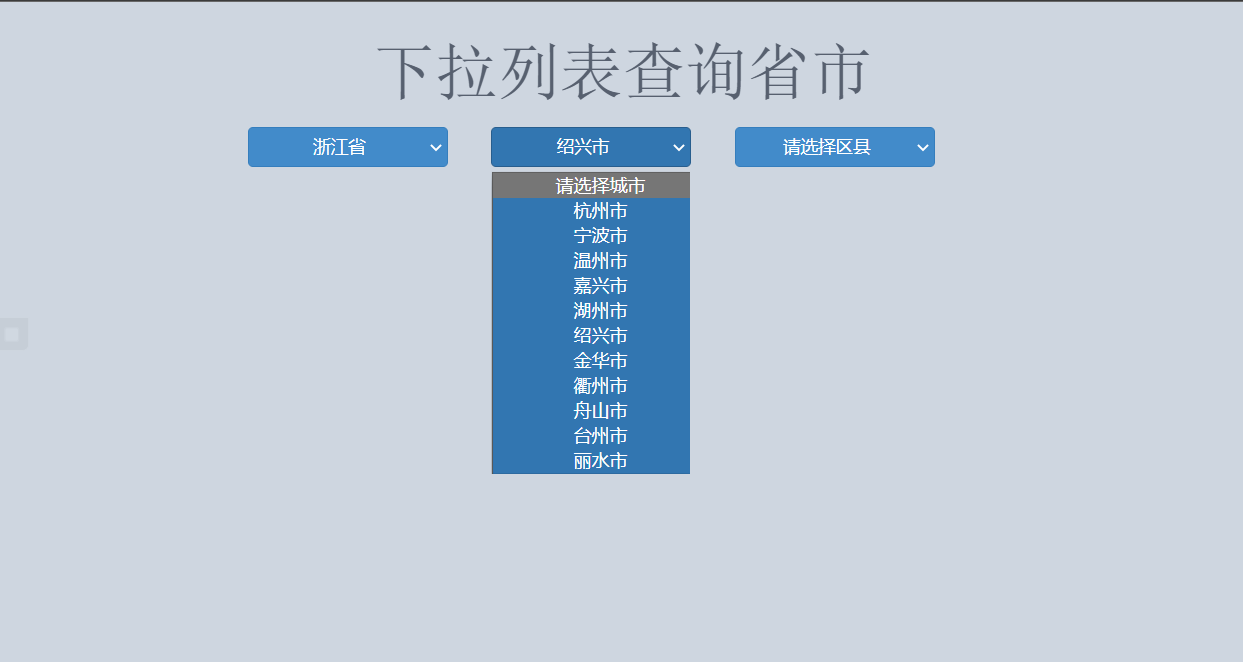 下拉列表查询省市
浙江省
绍兴市
请选择区县
请选择城市
杭州市
宁波市
温州市
嘉兴市
湖州市
绍兴市
金华市
衢州市
舟山市
台州市
丽水市